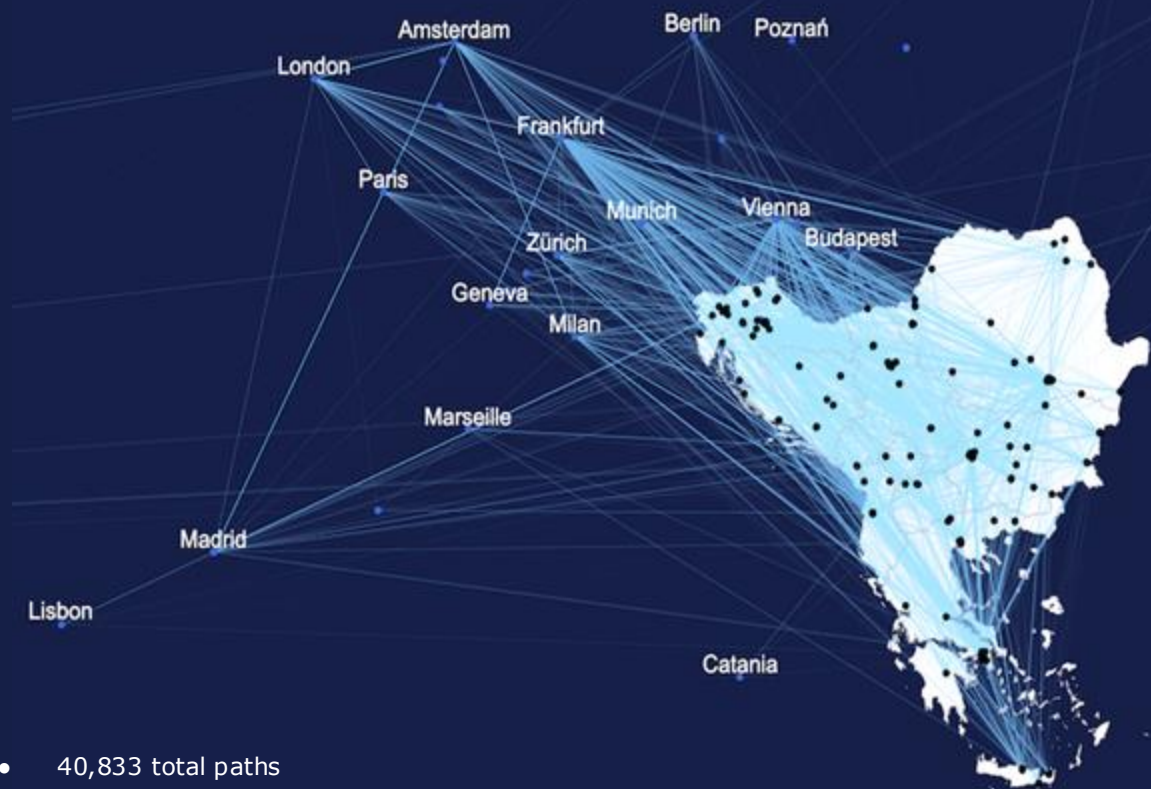 Amsterdam
Berlin
Poznań
London
Frankfurt
Paris
Munich
Vienna
Zürich
Budapest
Geneva
Milan
Marseille
Madrid
Lisbon
Catania
• 40,833 total paths